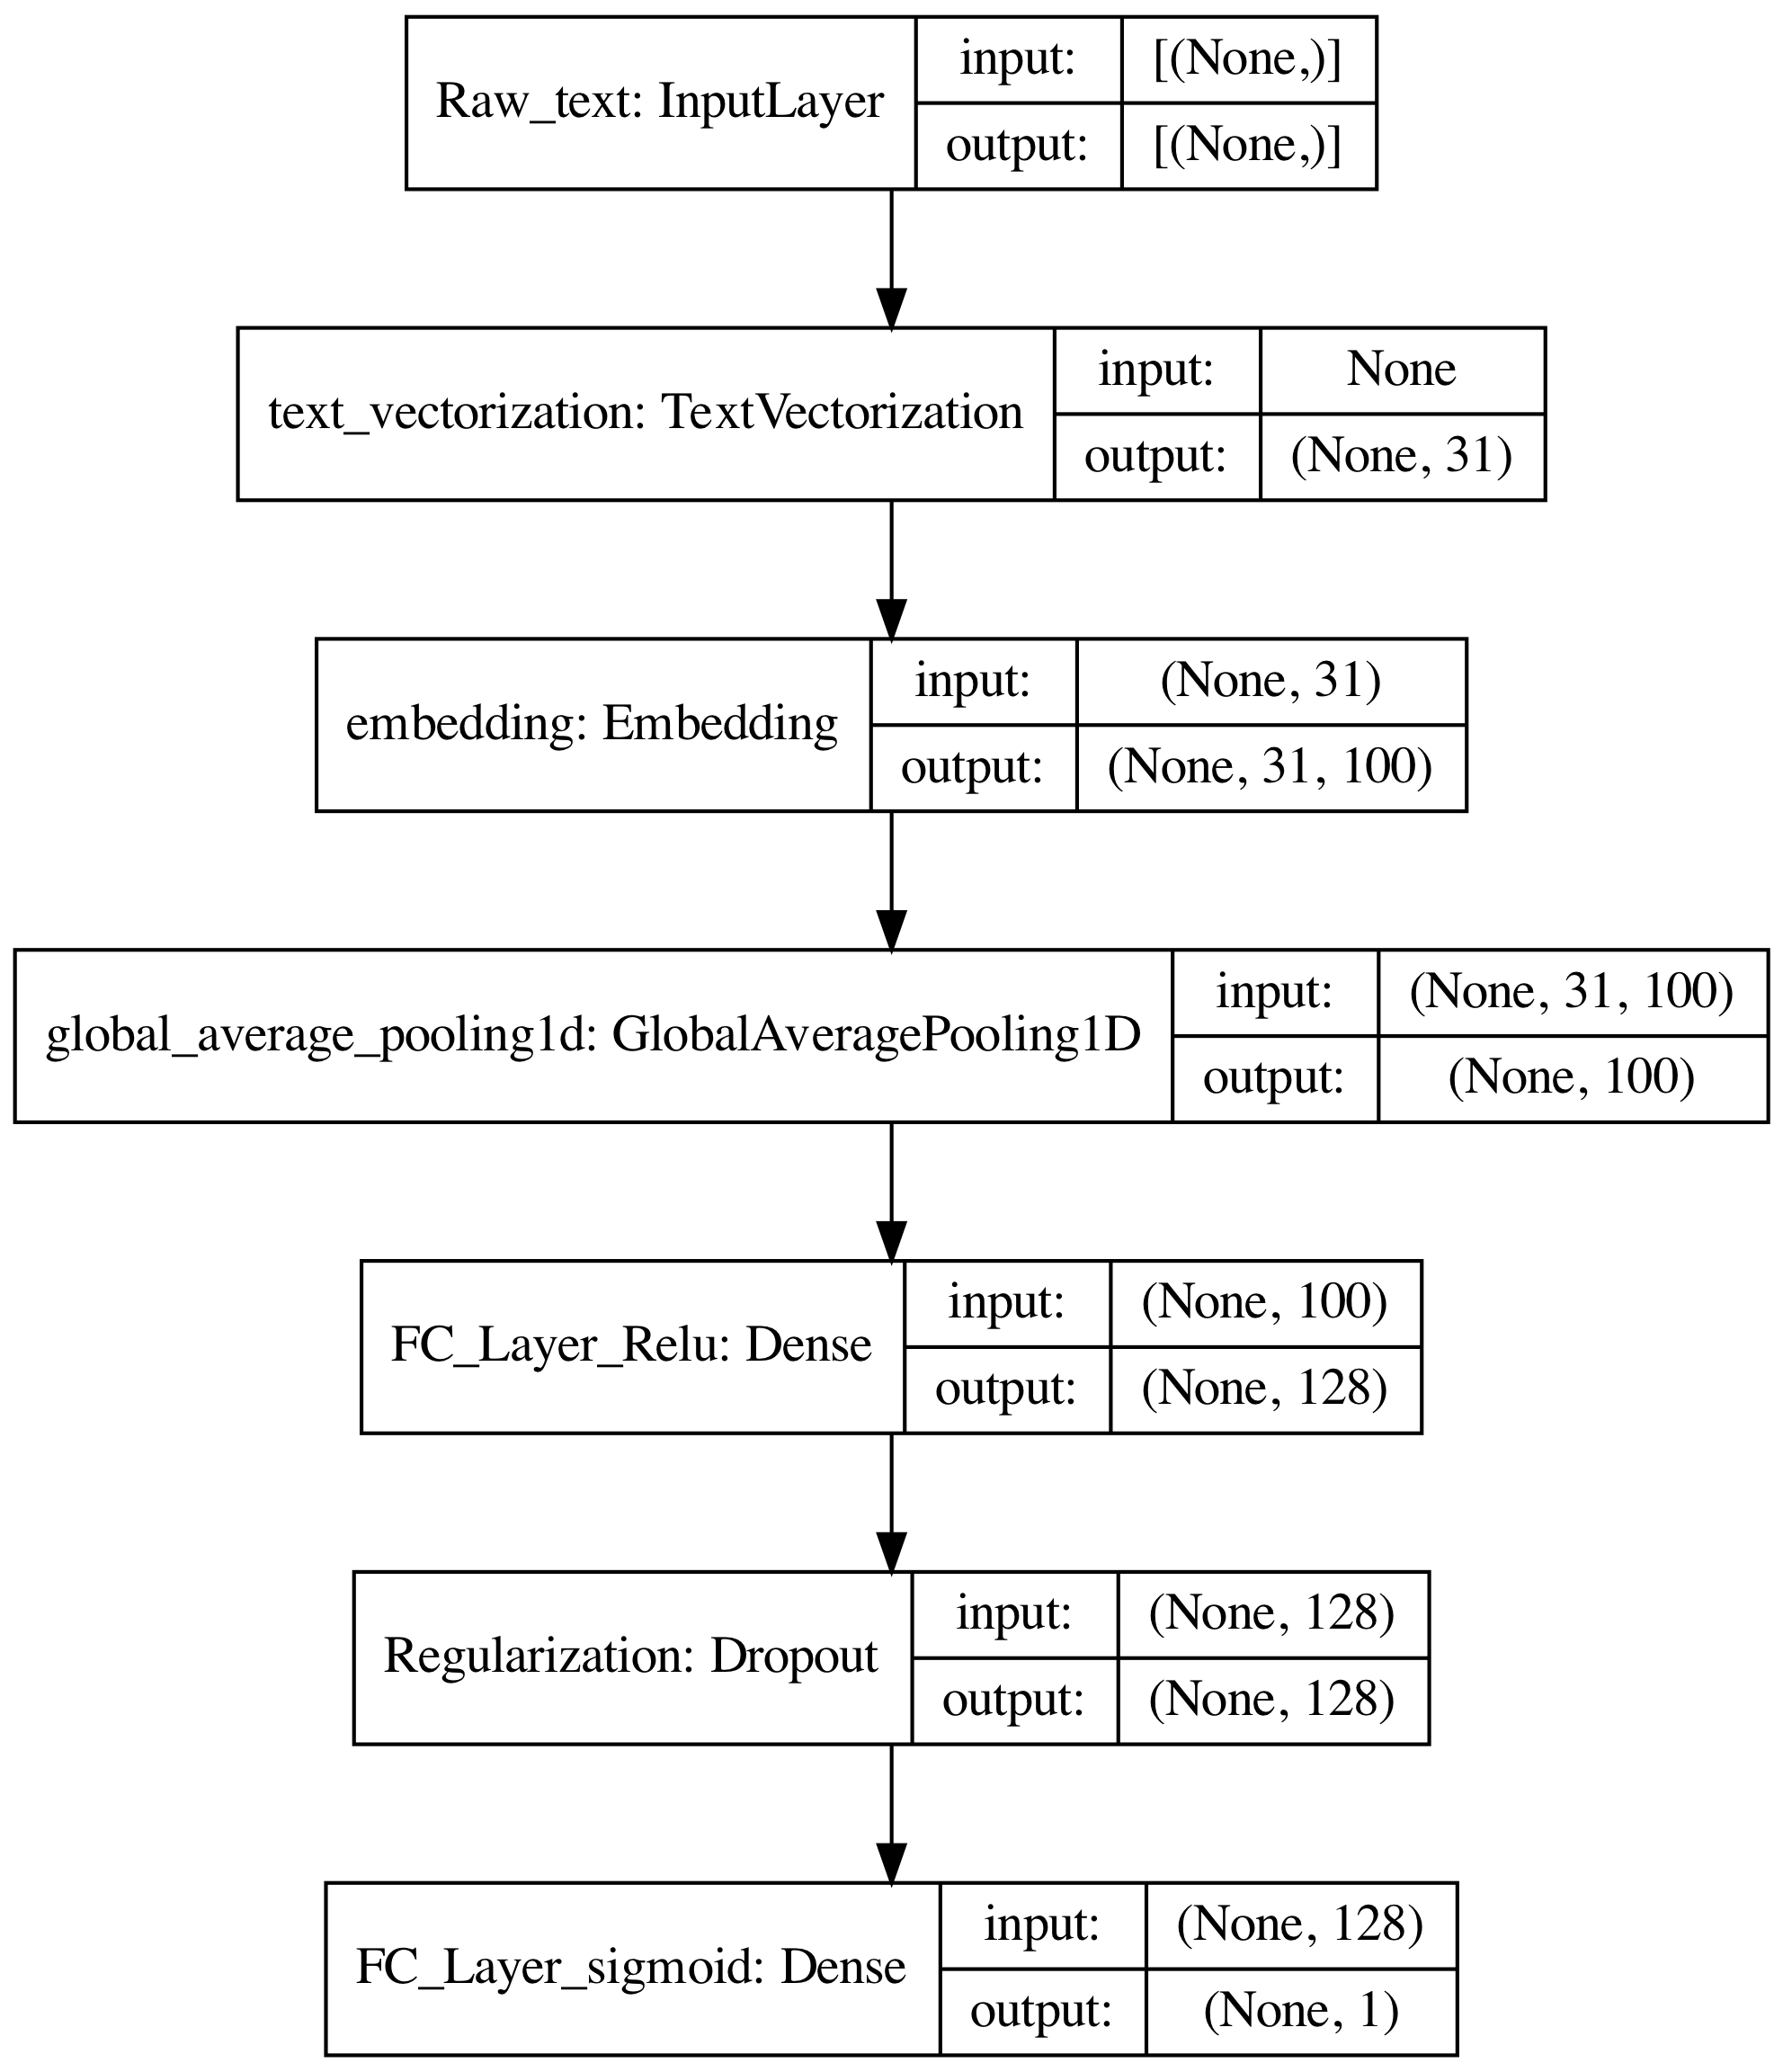 Raw_text: InputLayer
input:
[(None,)]
output:
[(None,)]
text_vectorization: TextVectorization
input:
None
output:
(None, 31)
embedding: Embedding
input:
(None, 31)
output:
(None, 31, 100)
global_average_pooling1d: GlobalAveragePooling1D
input:
(None, 31, 100)
output:
(None, 100)
FC_Layer_Relu: Dense
input:
(None, 100)
output:
(None, 128)
Regularization: Dropout
input:
(None, 128)
output:
(None, 128)
FC_Layer_sigmoid: Dense
input:
(None, 128)
output:
(None, 1)